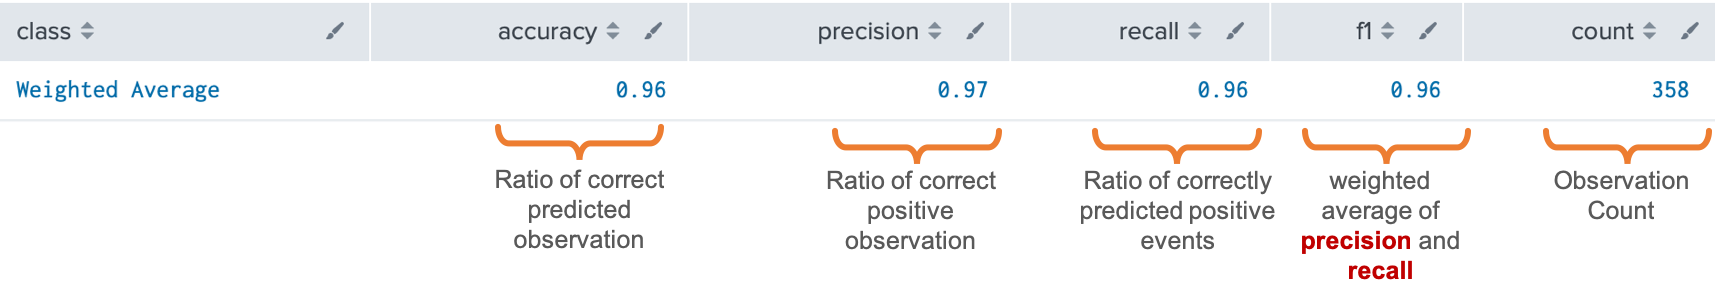 class accuracy precision recall f1 count
Weighted Average 0.96 0.97 0.96 0.96 358
Ratio of correct
predicted
observation
Ratio of correct
positive
observation
Ratio of correctly
predicted positive
events
weighted
average of
precision and
recall
Observation
Count